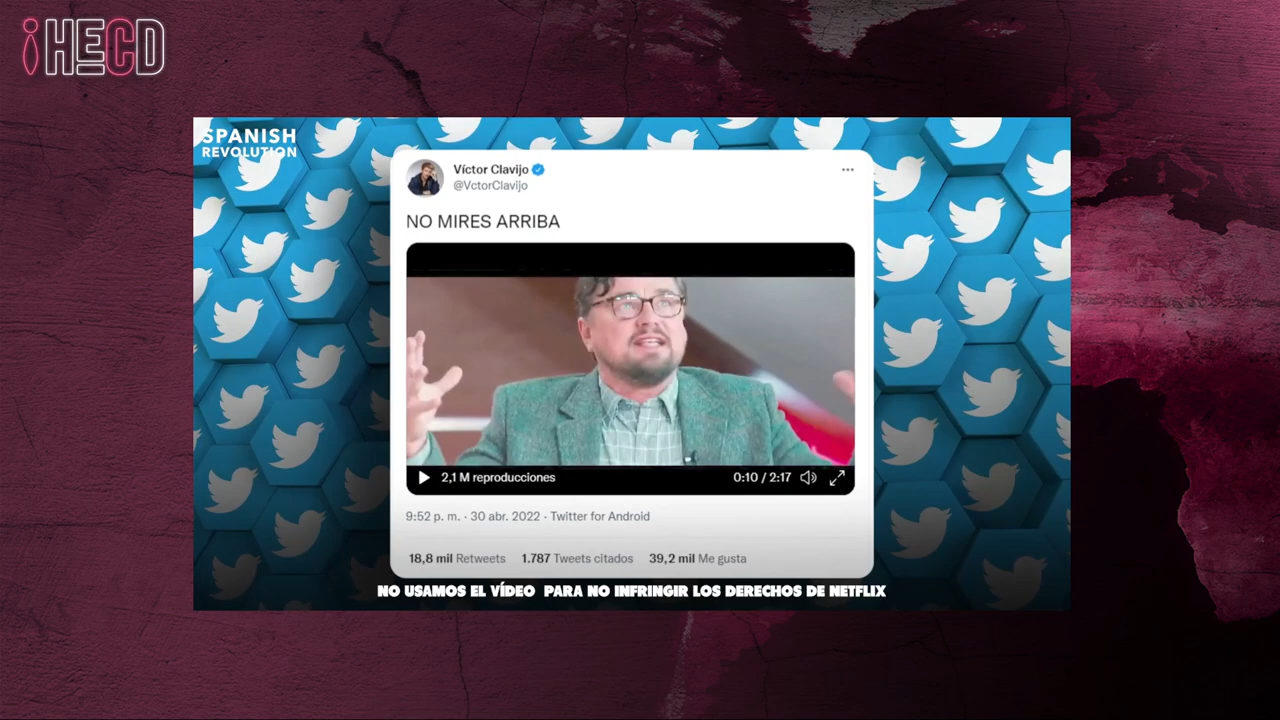 ¡HECD
SPANISH
REVOLUTION
Víctor Clavijo
@VctorClavijo
NO MIRES ARRIBA
2,1 M reproducciones
0:10 / 2:17
9:52 p. m. · 30 abr. 2022 · Twitter for Android
18,8 mil Retweets 1.787 Tweets citados 39,2 mil Me gusta
NO USAMOS EL VÍDEO PARA NO INFRINGIR LOS DERECHOS DE NETFLIX